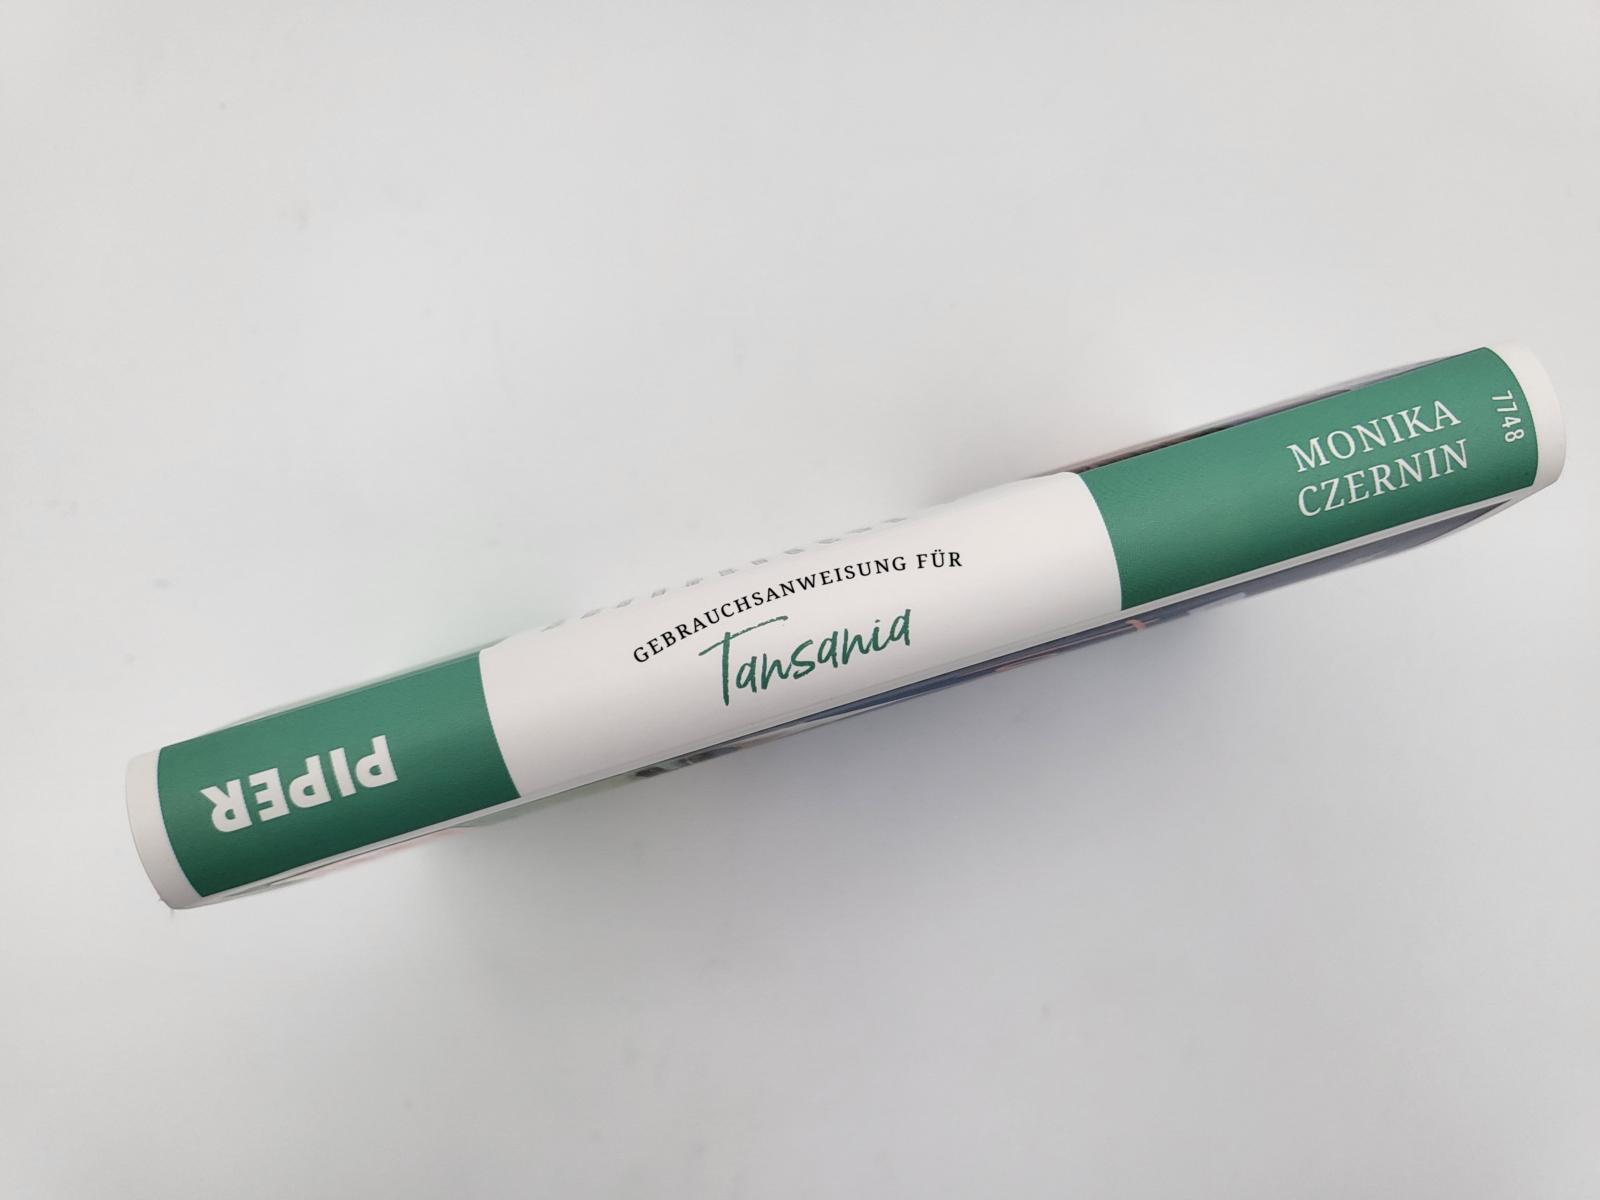 PIPER
GEBRAUCHSANWEISUNG FÜR
Tansania
MONIKA
CZERNIN
7748